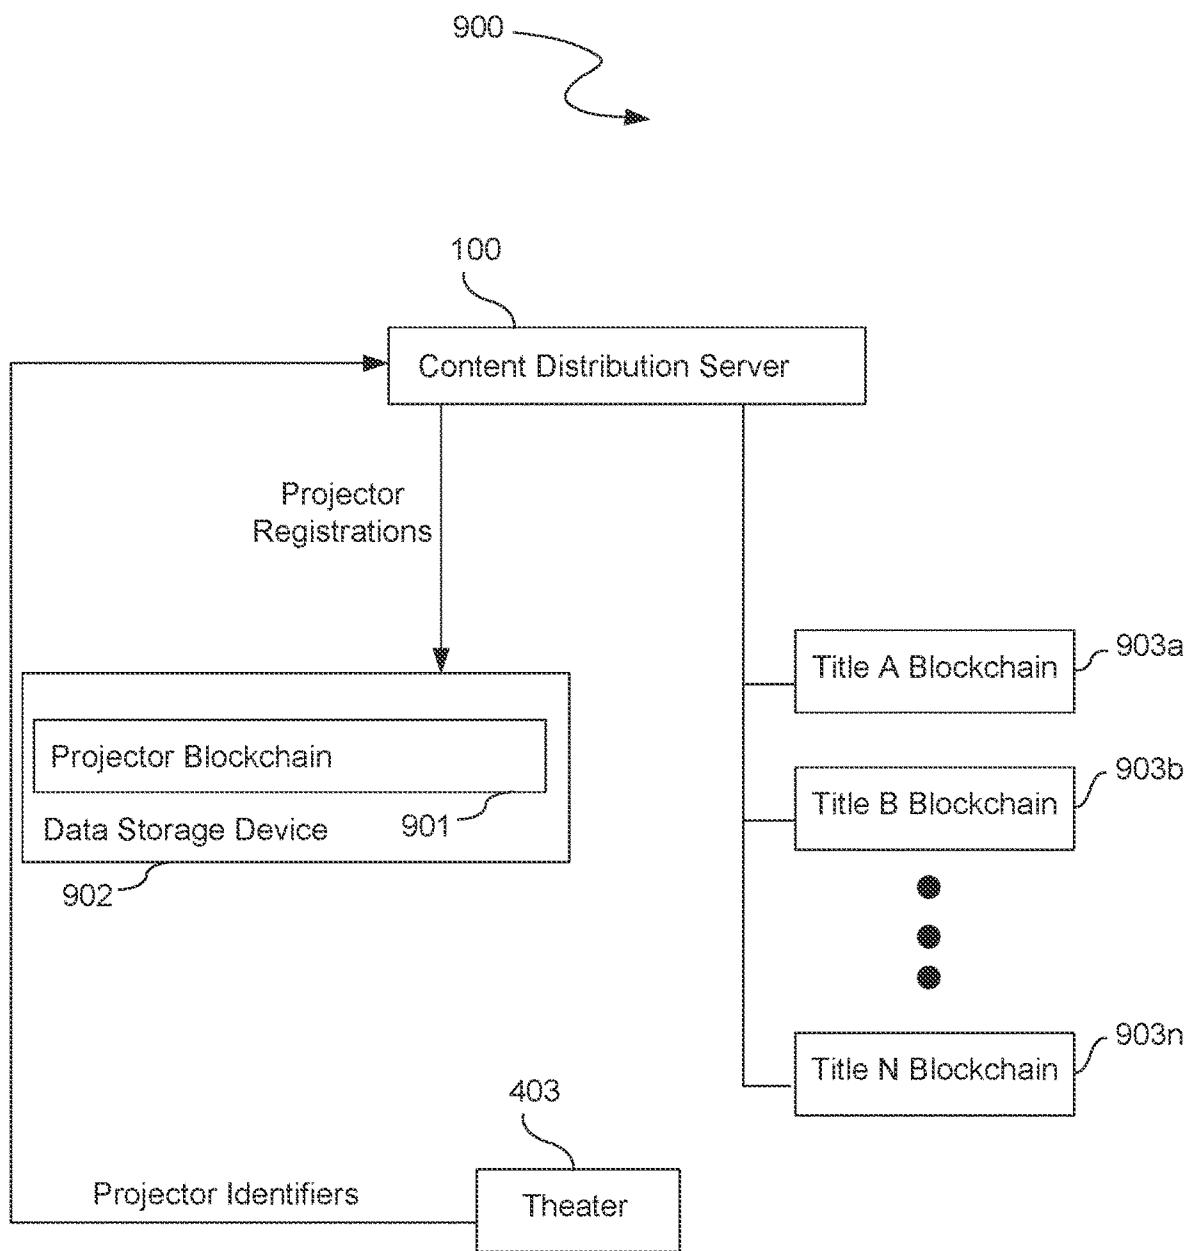 900
100
Content Distribution Server
Projector
Registrations
Title A Blockchain
903a
Projector Blockchain
Title B Blockchain
903b
Data Storage Device
901
902
Title N Blockchain
903n
403
Projector Identifiers
Theater